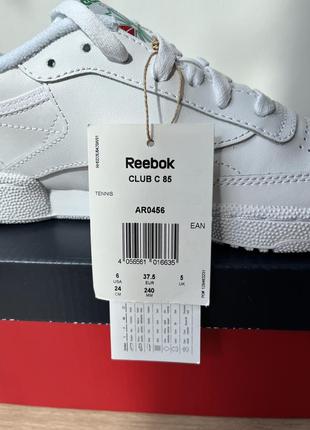 Reebok
CLUB C 85
TENNIS
AR0456
EAN
4 056561 016635
6 37.5 5
USA EUR UK
24 240
CM MM